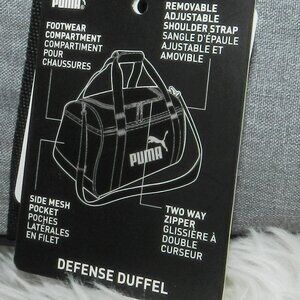 PUMA
FOOTWEAR
COMPARTMENT
COMPARTIMENT
POUR
CHAUSSURES
REMOVABLE
ADJUSTABLE
SHOULDER STRAP
SANGLE D'ÉPAULE
AJUSTABLE ET
AMOVIBLE
PUMA
SIDE MESH
POCKET
POCHES
LATÉRALES
EN FILET
TWO WAY
ZIPPER
GLISSIÈRE À
DOUBLE
CURSEUR
DEFENSE DUFFEL